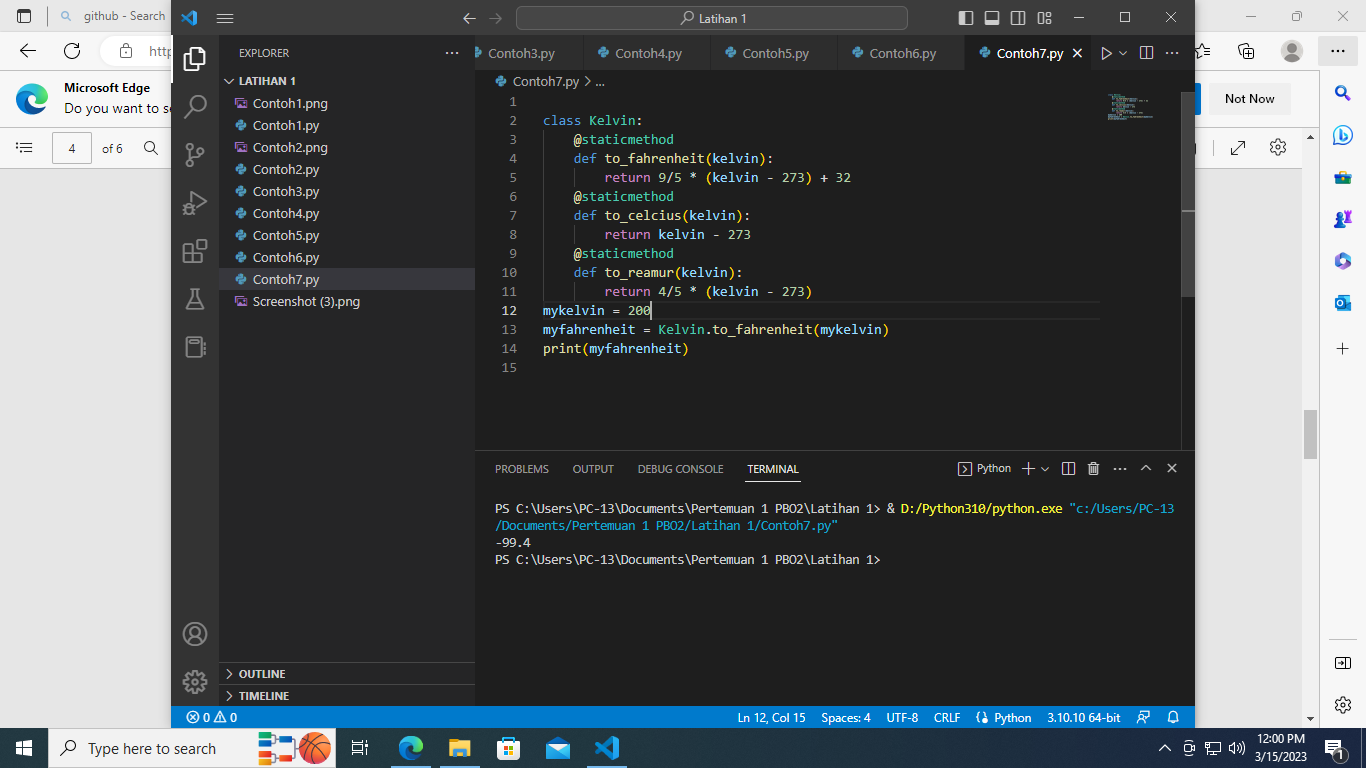 github - Search
Latihan 1
http
Microsoft Edge
Do you want to s
Not Now
4 of 6
EXPLORER
LATIHAN 1
Contoh1.png
Contoh1.py
Contoh2.png
Contoh2.py
Contoh3.py
Contoh4.py
Contoh5.py
Contoh6.py
Contoh7.py
Screenshot (3).png
OUTLINE
TIMELINE
Contoh3.py Contoh4.py Contoh5.py Contoh6.py Contoh7.py
Contoh7.py > ...
1
2 class Kelvin:
3     @staticmethod
4     def to_fahrenheit(kelvin):
5         return 9/5 * (kelvin - 273) + 32
6     @staticmethod
7     def to_celcius(kelvin):
8         return kelvin - 273
9     @staticmethod
10     def to_reamur(kelvin):
11         return 4/5 * (kelvin - 273)
12 mykelvin = 200
13 myfahrenheit = Kelvin.to_fahrenheit(mykelvin)
14 print(myfahrenheit)
15
PROBLEMS OUTPUT DEBUG CONSOLE TERMINAL Python
PS C:\Users\PC-13\Documents\Pertemuan 1 PBO2\Latihan 1> & D:/Python310/python.exe "c:/Users/PC-13
/Documents/Pertemuan 1 PBO2/Latihan 1/Contoh7.py"
-99.4
PS C:\Users\PC-13\Documents\Pertemuan 1 PBO2\Latihan 1>
0 0 Ln 12, Col 15 Spaces: 4 UTF-8 CRLF Python 3.10.10 64-bit
Type here to search
12:00 PM
3/15/2023
1